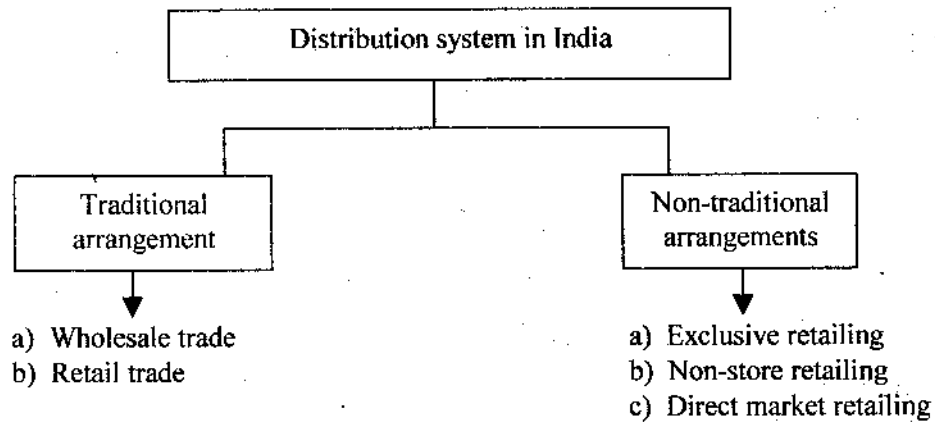 Distribution system in India
Traditional
arrangement
a) Wholesale trade
b) Retail trade
Non-traditional
arrangements
a) Exclusive retailing
b) Non-store retailing
c) Direct market retailing